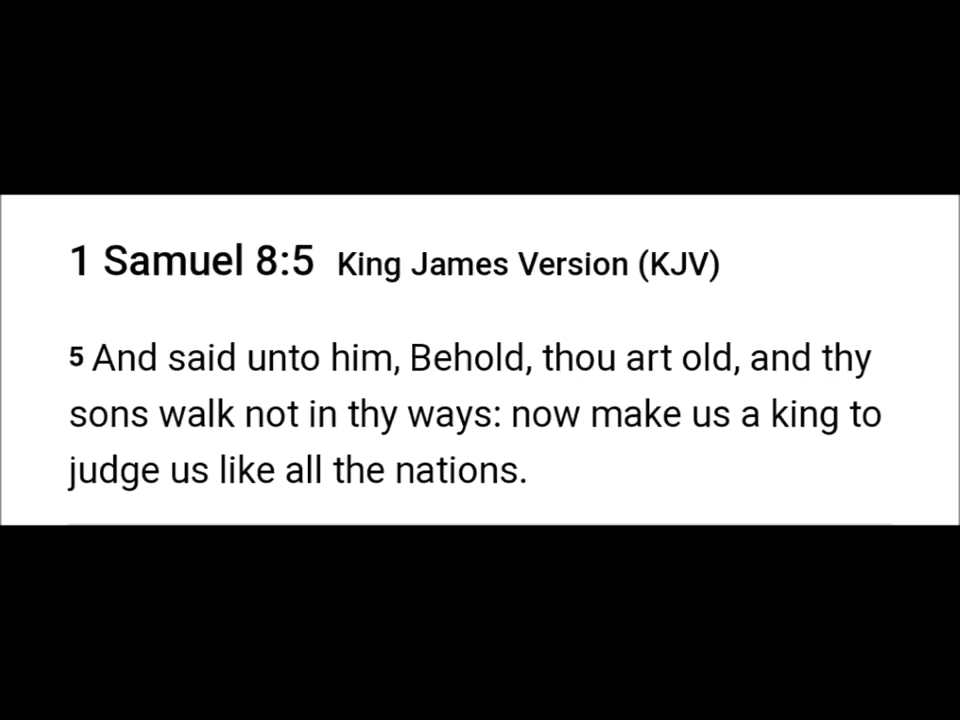 1 Samuel 8:5 King James Version (KJV)
5 And said unto him, Behold, thou art old, and thy
sons walk not in thy ways: now make us a king to
judge us like all the nations.